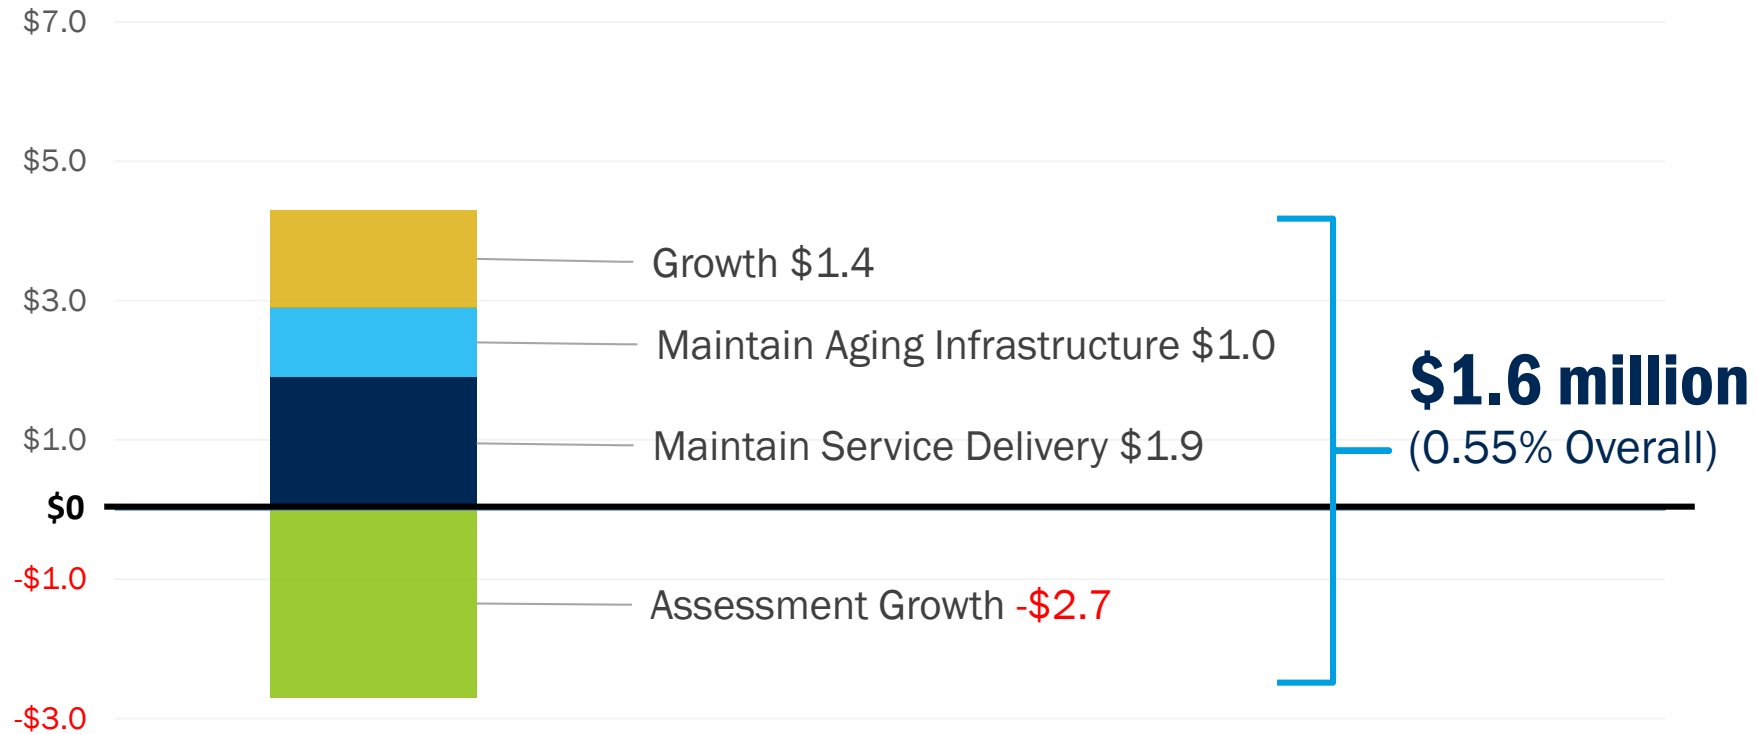 $7.0
$5.0
$3.0
$1.0
$0
-$1.0
-$3.0
Growth $1.4
Maintain Aging Infrastructure $1.0
Maintain Service Delivery $1.9
Assessment Growth -$2.7
$1.6 million
(0.55% Overall)